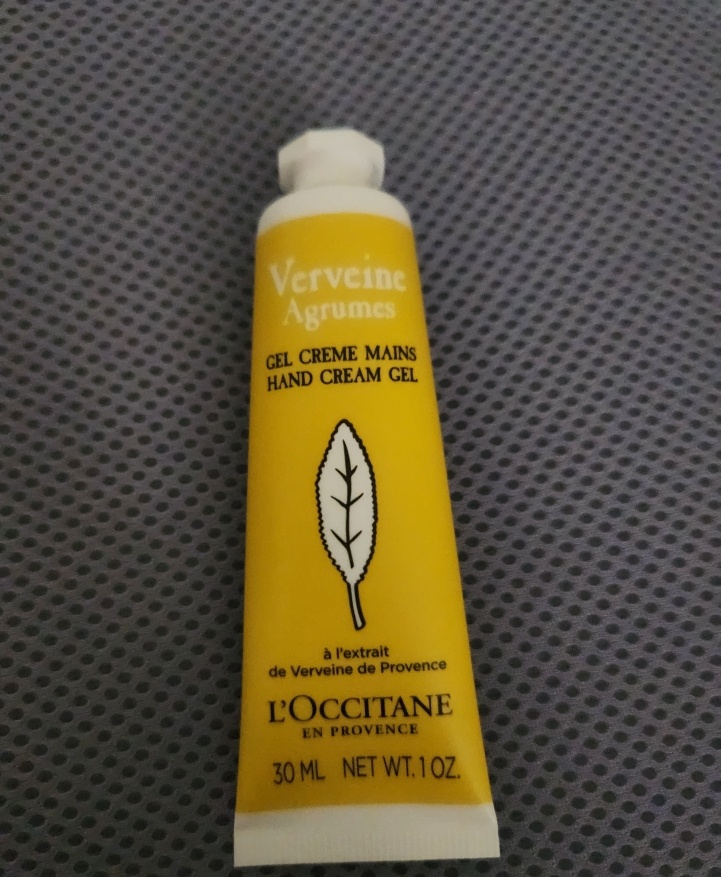 Verveine
Agrumes
GEL CREME MAINS
HAND CREAM GEL
à l'extrait
de Verveine de Provence
L'OCCITANE
EN PROVENCE
30 ML NET WT. 1 OZ.